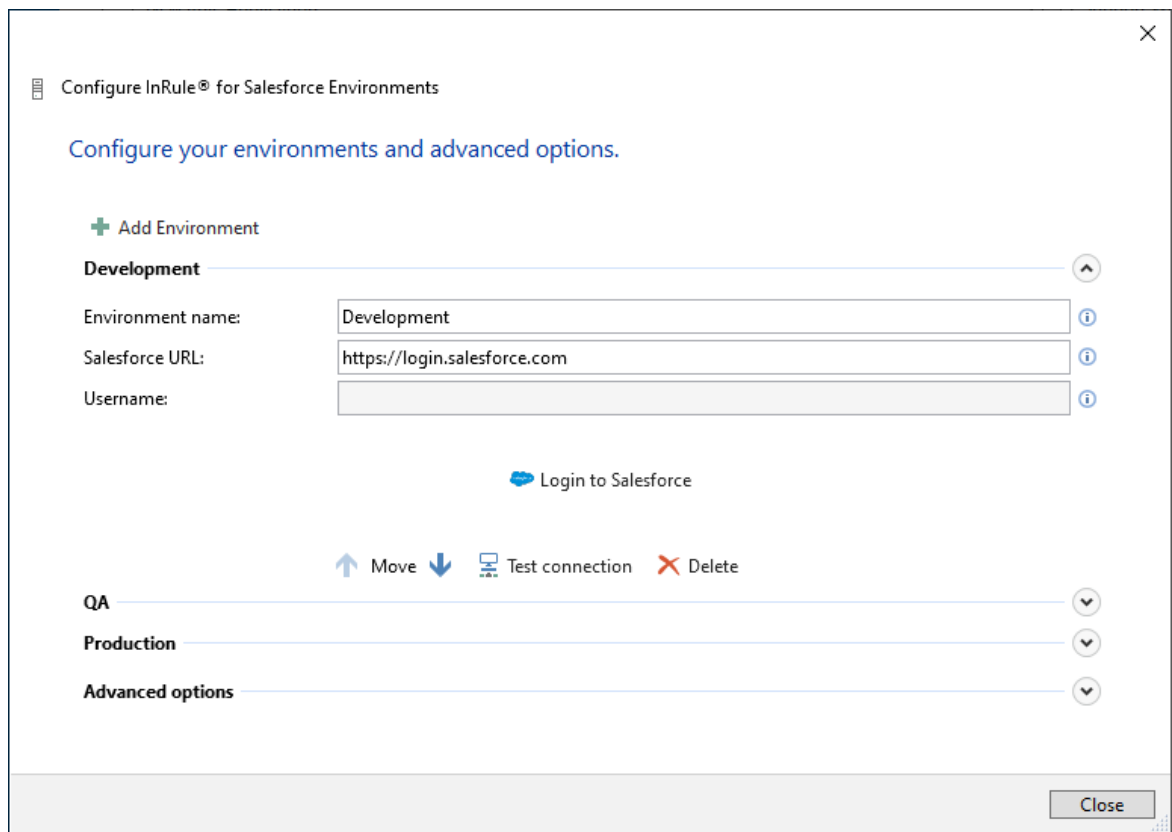 Configure InRule® for Salesforce Environments
Configure your environments and advanced options.
Add Environment
Development
Environment name: Development
Salesforce URL: https://login.salesforce.com
Username:
Login to Salesforce
Move Test connection Delete
QA
Production
Advanced options
Close